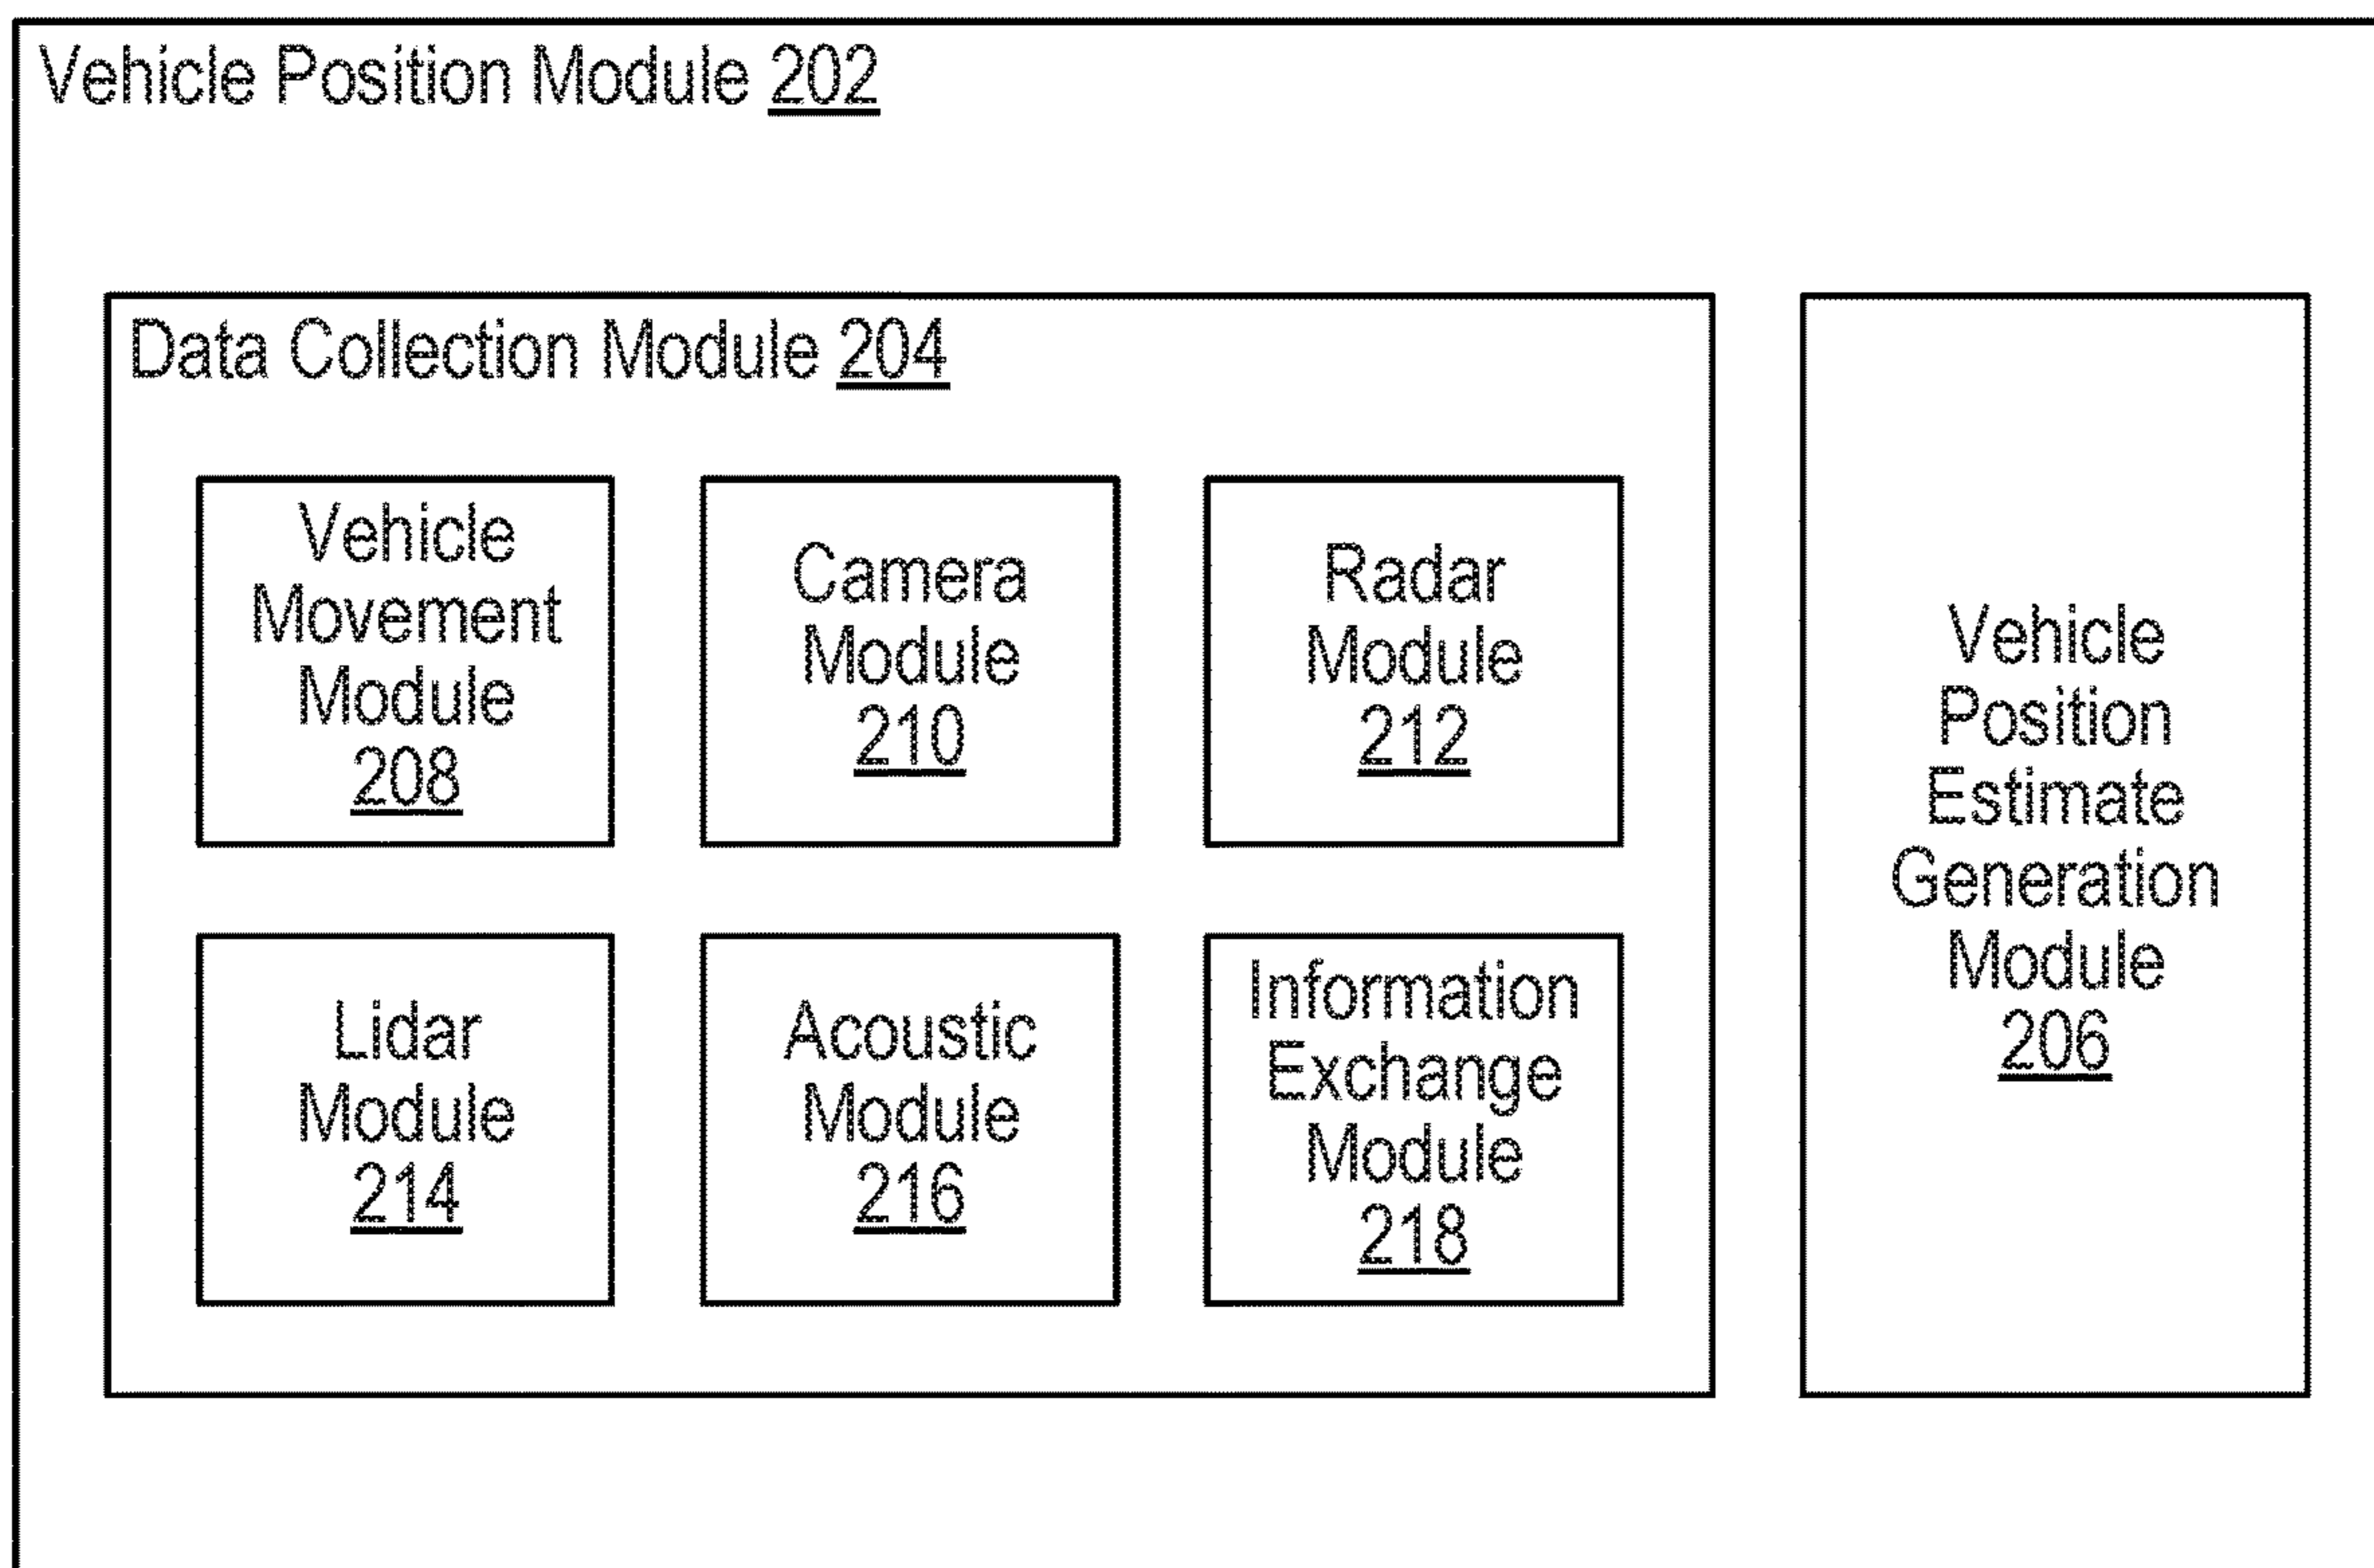 Vehicle Position Module 202
Data Collection Module 204
Vehicle
Movement
Module
208
Camera
Module
210
Radar
Module
212
Lidar
Module
214
Acoustic
Module
216
Information
Exchange
Module
218
Vehicle
Position
Estimate
Generation
Module
206